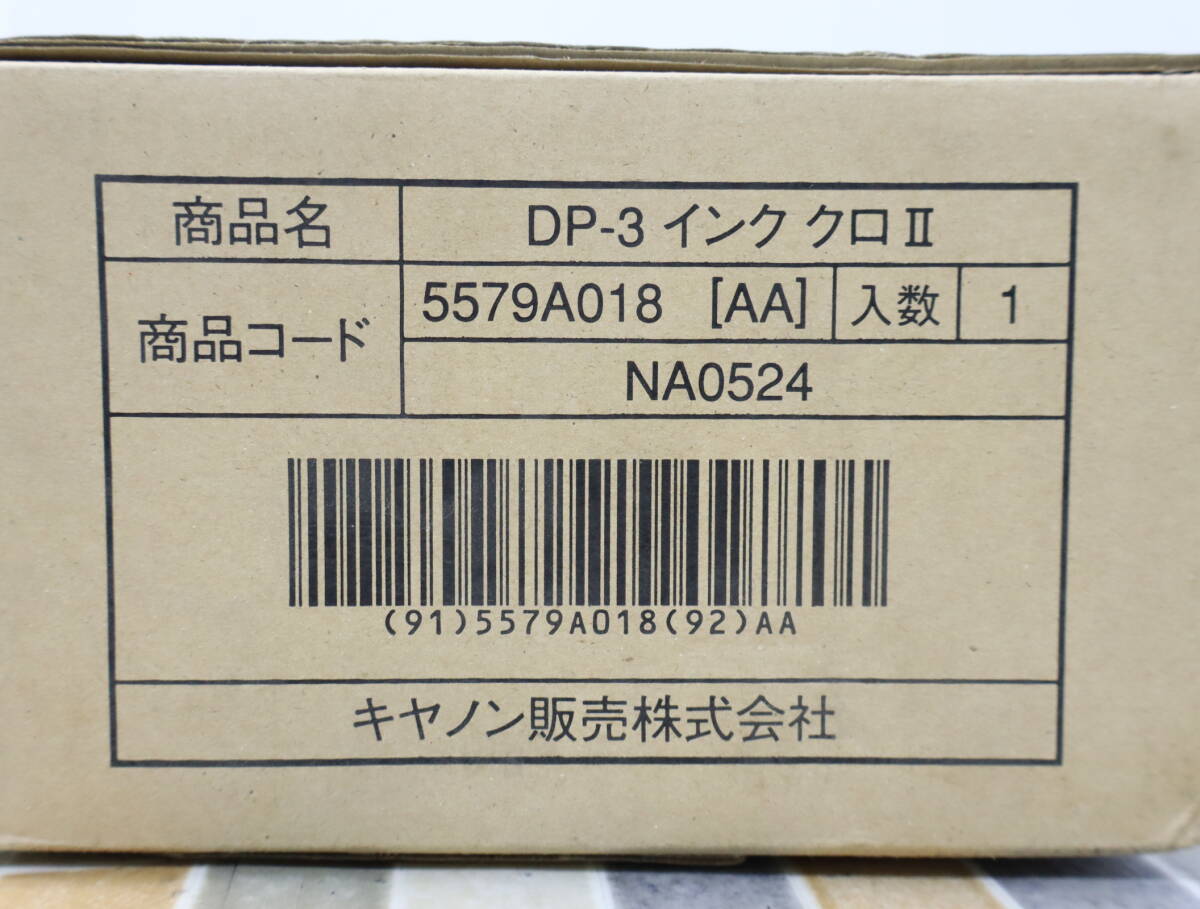 商品名 DP-3 インク クロⅡ
商品コード 5579A018 [AA] 入数 1
NA0524
(91)5579A018(92)AA
キヤノン販売株式会社